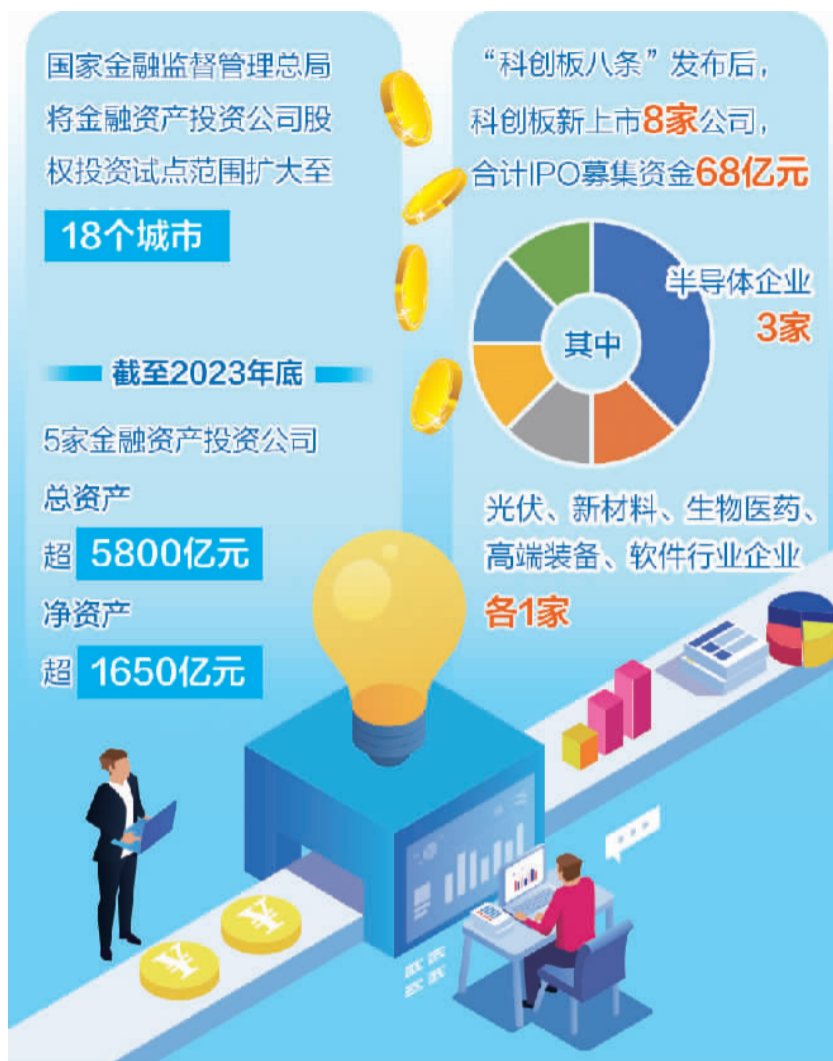 国家金融监督管理总局
将金融资产投资公司股
权投资试点范围扩大至
18个城市
截至2023年底
5家金融资产投资公司
总资产
超 5800亿元
净资产
超 1650亿元
“科创板八条”发布后，
科创板新上市8家公司，
合计IPO募集资金68亿元
其中
半导体企业
3家
光伏、新材料、生物医药、
高端装备、软件行业企业
各1家